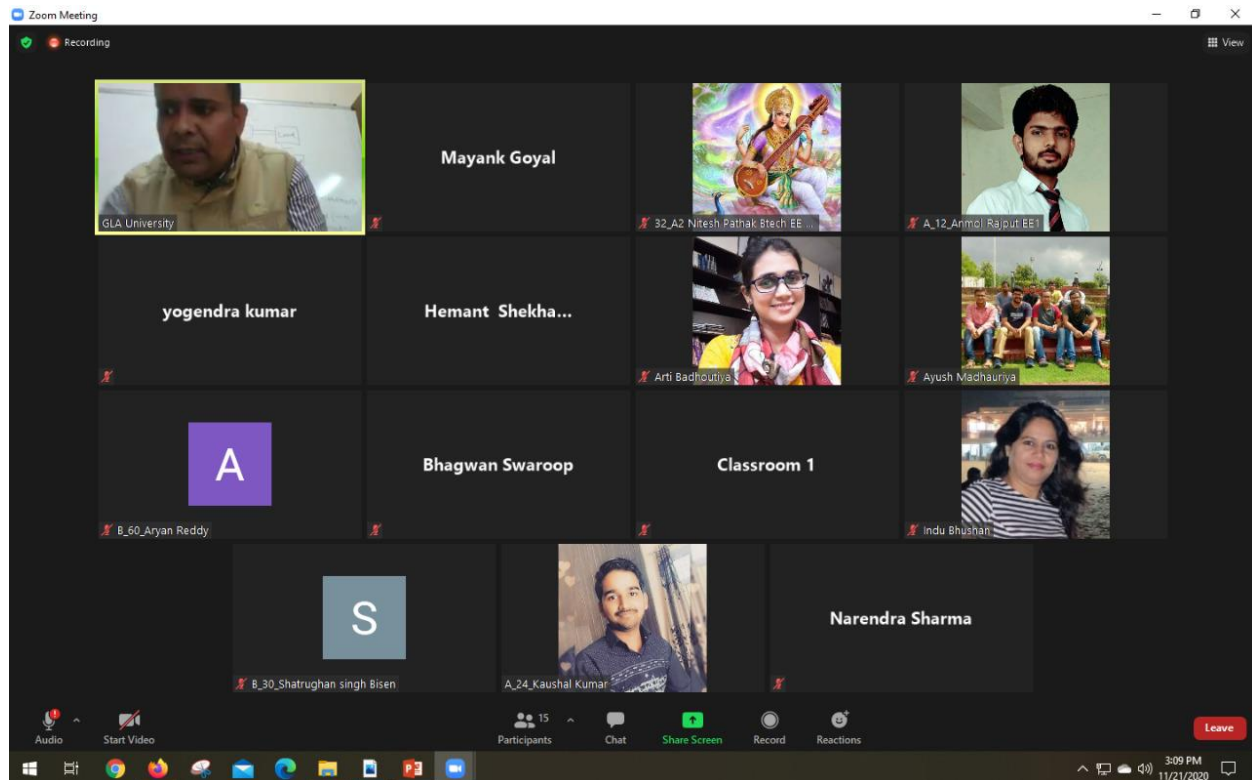 Zoom Meeting
Recording
View
GLA University
Mayank Goyal
32_A2 Nitesh Pathak Btech EE ...
A_12_Anmol Rajput EE1
yogendra kumar
Hemant Shekha...
Arti Badhoutiya
Ayush Madhauriya
A
B_60_Aryan Reddy
Bhagwan Swaroop
Classroom 1
Indu Bhushan
S
B_30_Shatrughan singh Bisen
A_24_Kaushal Kumar
Narendra Sharma
Audio
Start Video
15
Participants
Chat
Share Screen
Record
Reactions
Leave
3:09 PM
11/21/2020